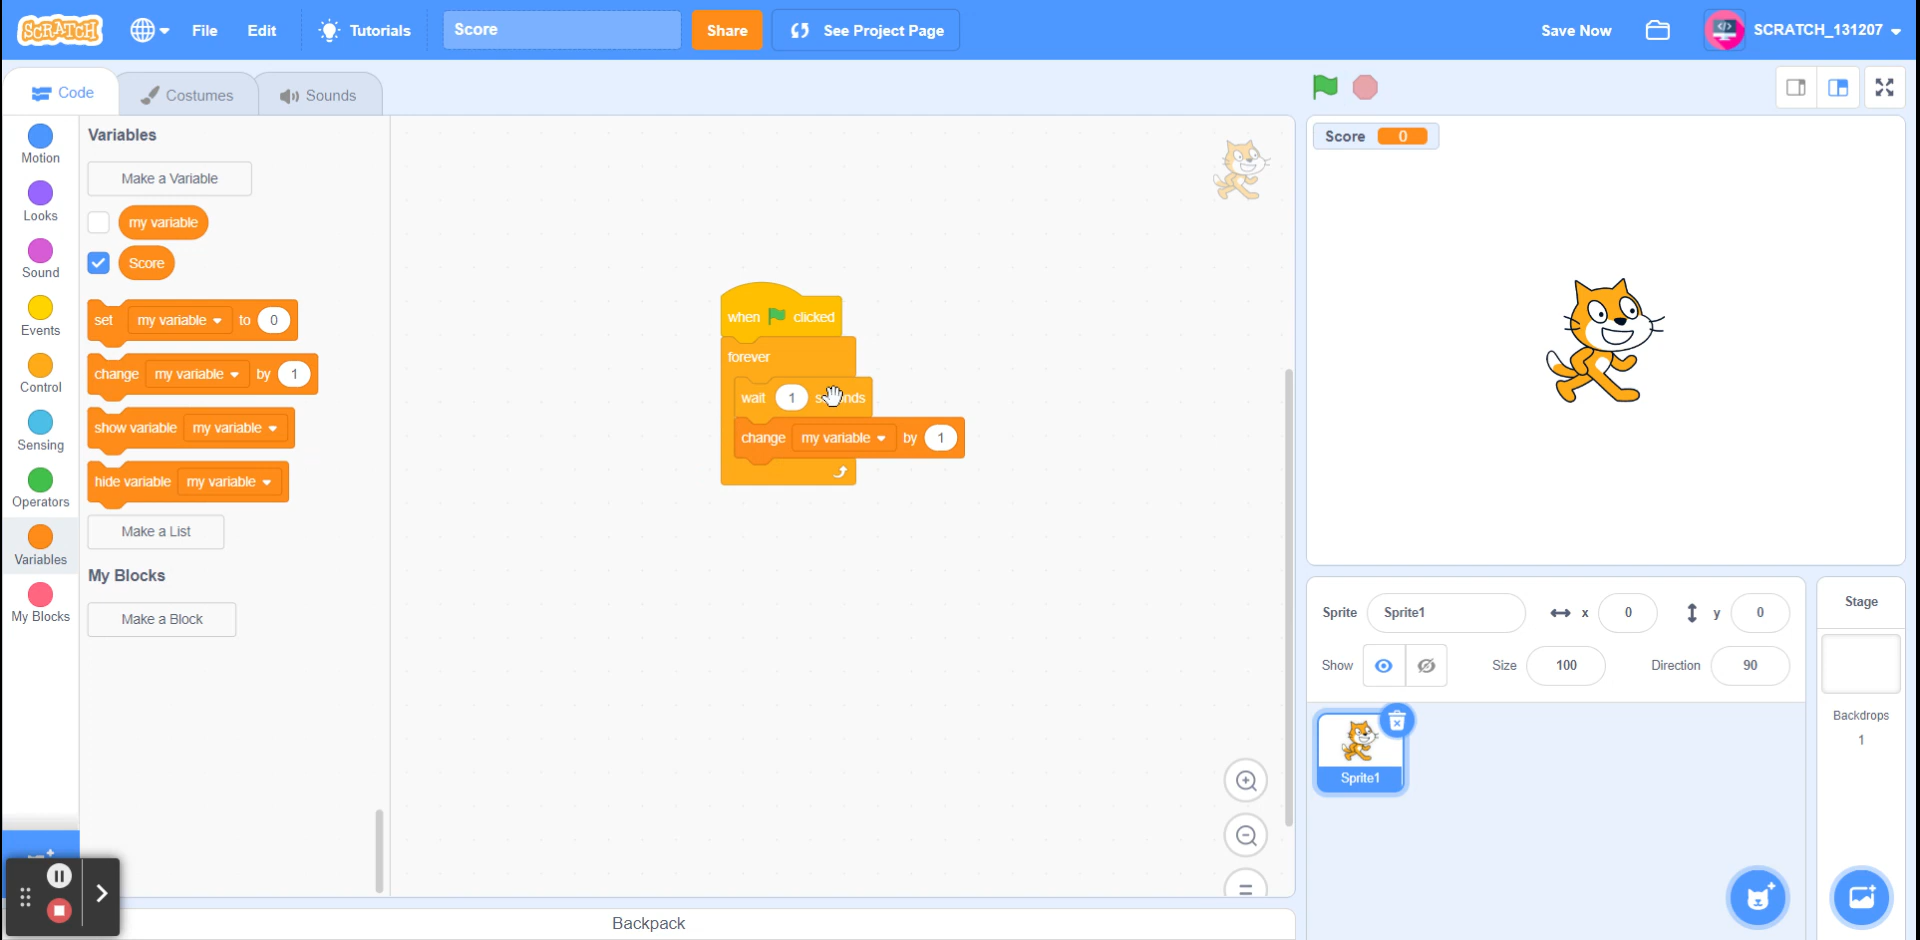 SCRATCH
File
Edit
Tutorials
Score
Share
See Project Page
Save Now
SCRATCH_131207
Code
Costumes
Sounds
Motion
Looks
Sound
Events
Control
Sensing
Operators
Variables
My Blocks
Variables
Make a Variable
my variable
Score
set my variable to 0
change my variable by 1
show variable my variable
hide variable my variable
Make a List
My Blocks
Make a Block
when clicked
forever
wait 1
change my variable by 1
Backpack
Score 0
Sprite Sprite1 x 0 y 0
Show Size 100 Direction 90
Sprite1
Stage
Backdrops
1